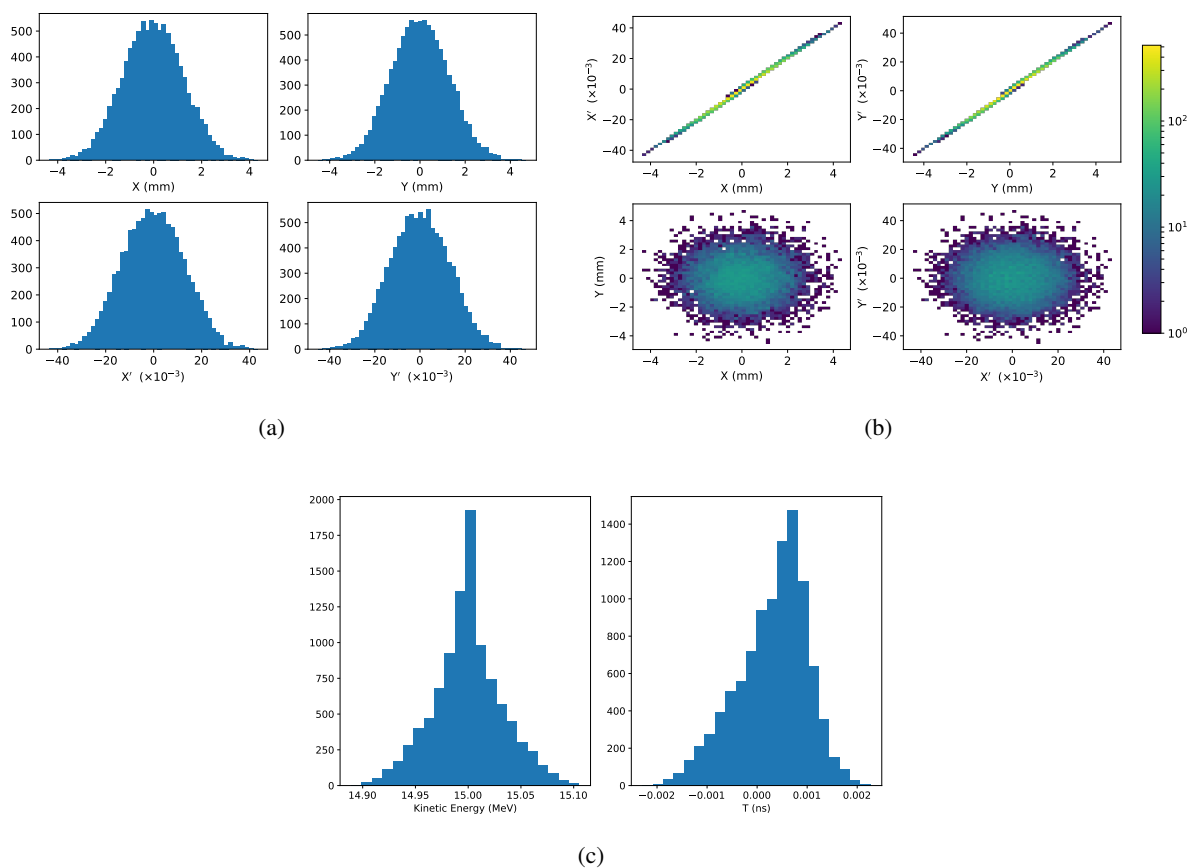 500
400
300
200
100
0
−4 −2 0 2 4
X (mm)
500
400
300
200
100
0
−4 −2 0 2 4
Y (mm)
500
400
300
200
100
0
−40 −20 0 20 40
X′ (×10⁻³)
500
400
300
200
100
0
−40 −20 0 20 40
Y′ (×10⁻³)
(a)
X′ (×10⁻³)
40
20
0
−20
−40
−4 −2 0 2 4
X (mm)
Y′ (×10⁻³)
40
20
0
−20
−40
−4 −2 0 2 4
Y (mm)
Y (mm)
4
2
0
−2
−4
−4 −2 0 2 4
X (mm)
Y′ (×10⁻³)
40
20
0
−20
−40
−40 −20 0 20 40
X′ (×10⁻³)
10²
10¹
10⁰
(b)
2000
1750
1500
1250
1000
750
500
250
0
14.90 14.95 15.00 15.05 15.10
Kinetic Energy (MeV)
1400
1200
1000
800
600
400
200
0
−0.002 −0.001 0.000 0.001 0.002
T (ns)
(c)